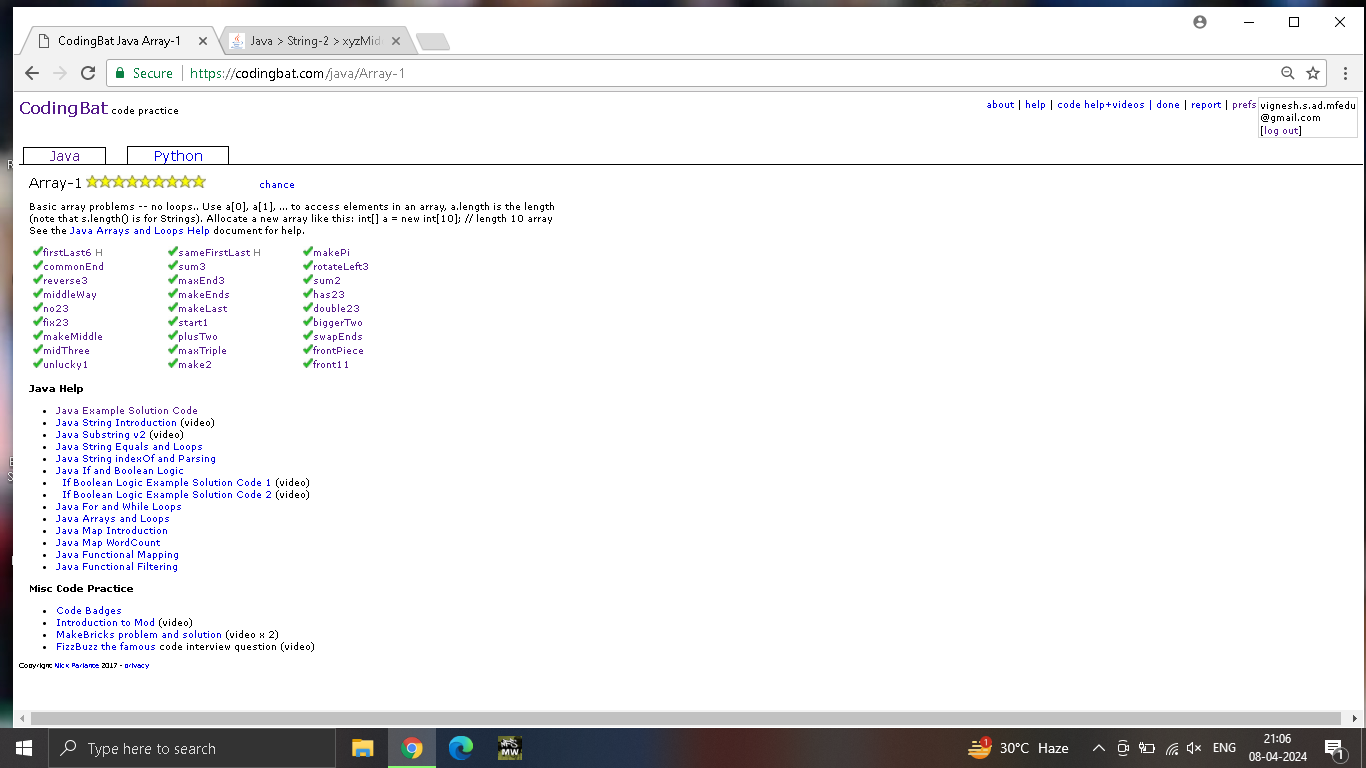 CodingBat Java Array-1
Java > String-2 > xyzMid
Secure
https://codingbat.com/java/Array-1
CodingBat code practice
about | help | code help+videos | done | report | prefs
vignesh.s.ad.mfedu
@gmail.com
[log out]
Java
Python
Array-1
chance
Basic array problems -- no loops.. Use a[0], a[1], ... to access elements in an array, a.length is the length
(note that s.length() is for Strings). Allocate a new array like this: int[] a = new int[10]; // length 10 array
See the Java Arrays and Loops Help document for help.
firstLast6 H sameFirstLast H makePi
commonEnd sum3 rotateLeft3
reverse3 maxEnd3 sum2
middleWay makeEnds has23
no23 makeLast double23
fix23 start1 biggerTwo
makeMiddle plusTwo swapEnds
midThree maxTriple frontPiece
unlucky1 make2 front11
Java Help
Java Example Solution Code
Java String Introduction (video)
Java Substring v2 (video)
Java String Equals and Loops
Java String indexOf and Parsing
Java If and Boolean Logic
If Boolean Logic Example Solution Code 1 (video)
If Boolean Logic Example Solution Code 2 (video)
Java For and While Loops
Java Arrays and Loops
Java Map Introduction
Java Map WordCount
Java Functional Mapping
Java Functional Filtering
Misc Code Practice
Code Badges
Introduction to Mod (video)
MakeBricks problem and solution (video x 2)
FizzBuzz the famous code interview question (video)
Copyright Nick Parlante 2017 - privacy
Type here to search
MW
1
30°C Haze
ENG
21:06
08-04-2024
1